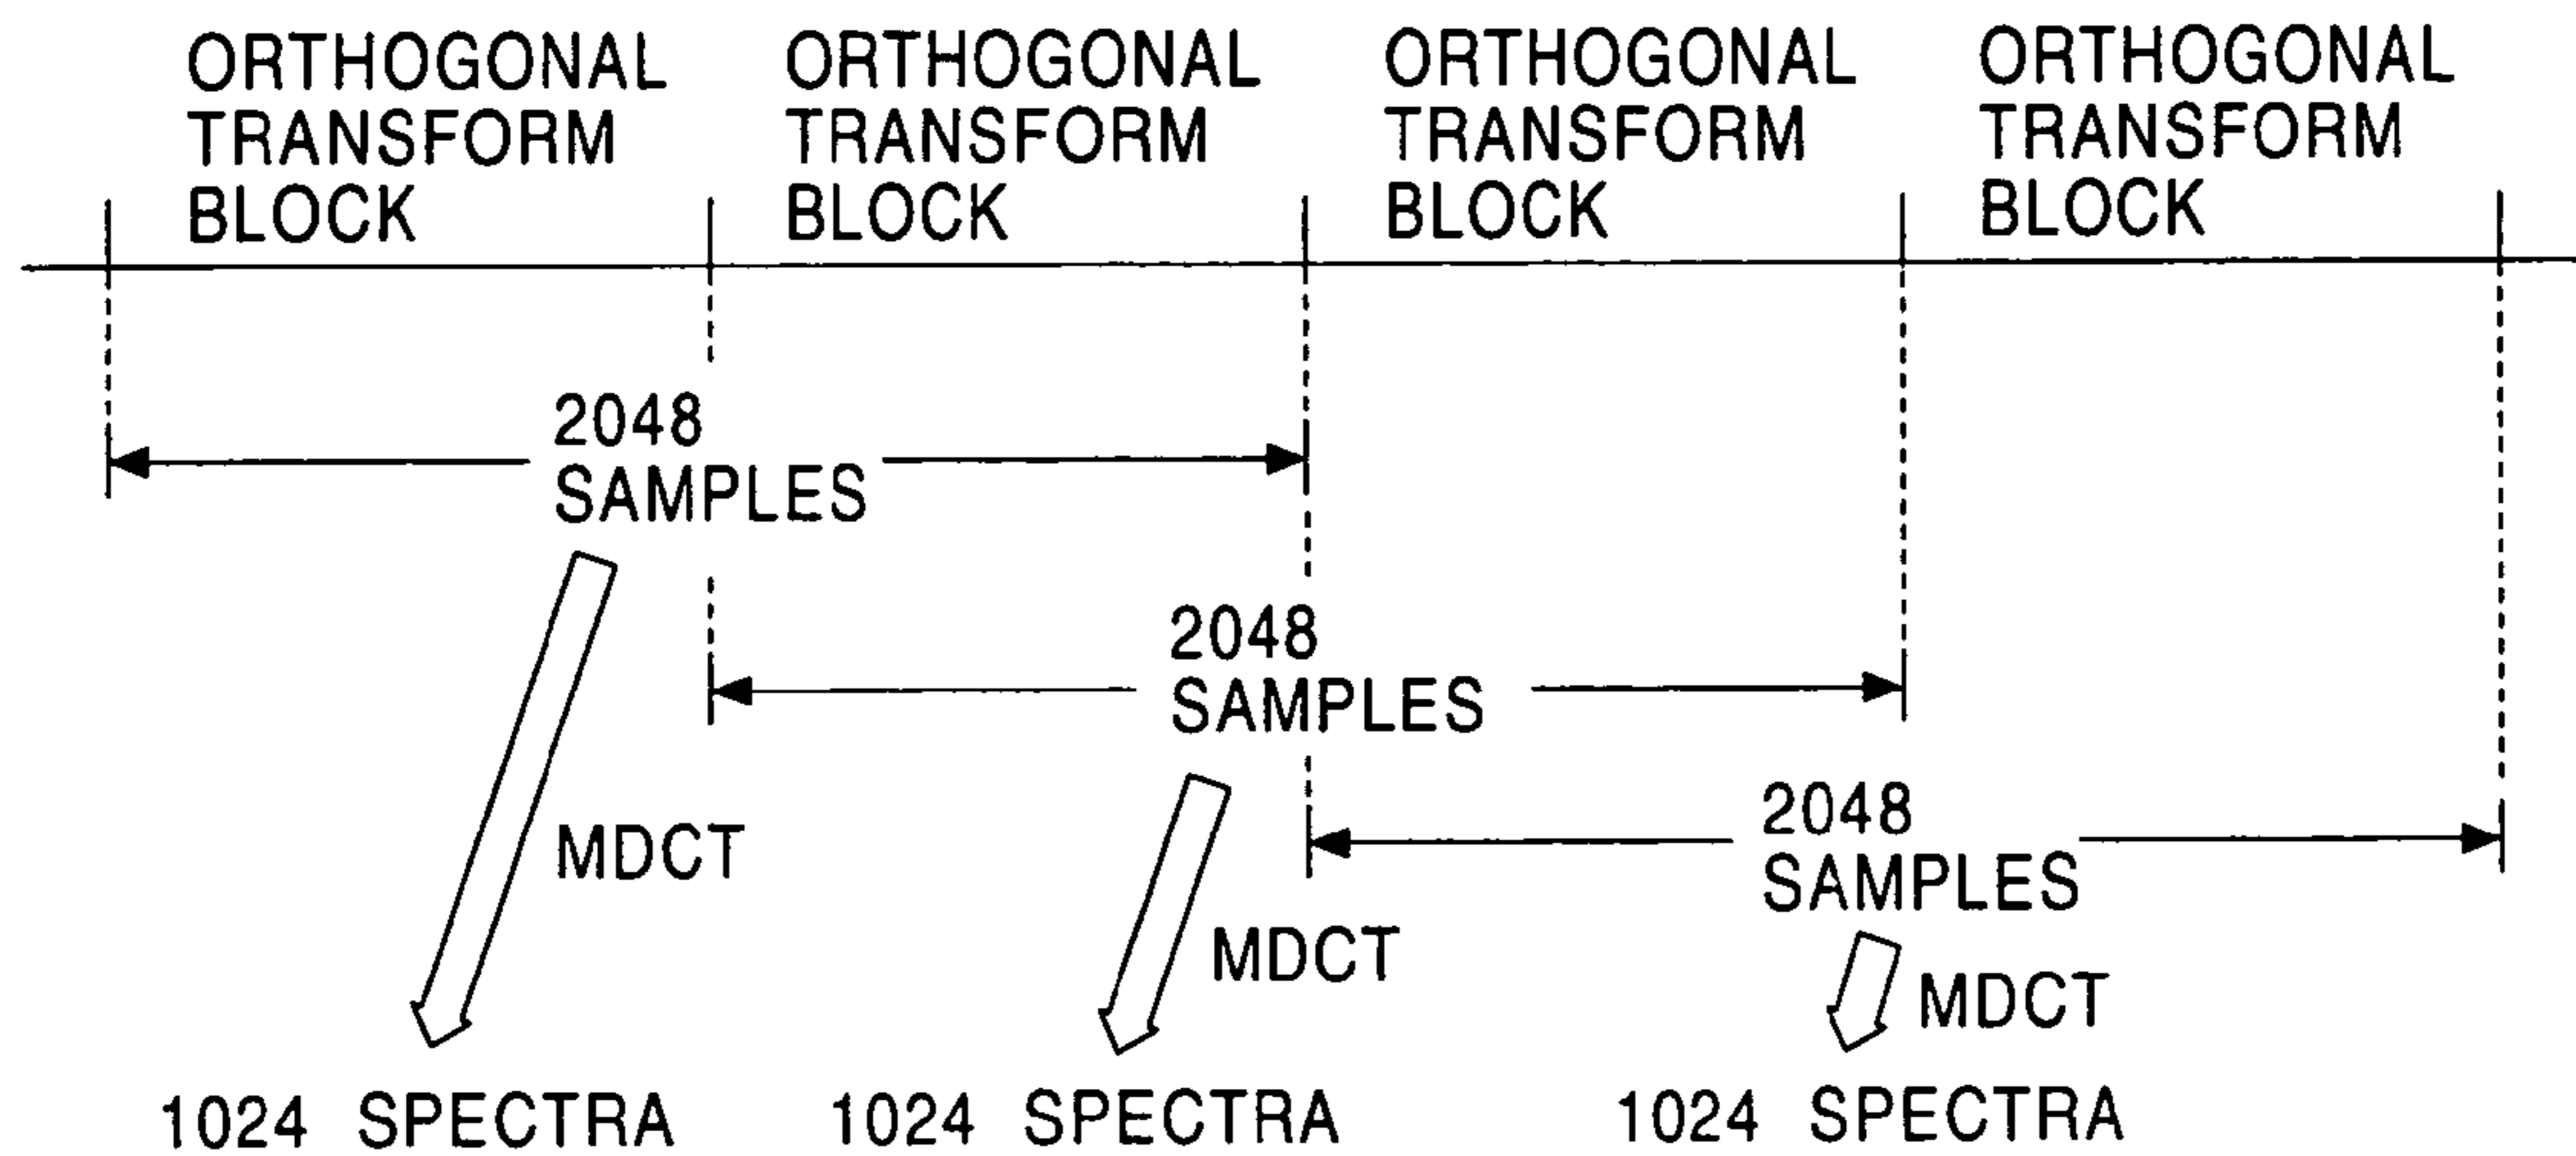 ORTHOGONAL
TRANSFORM
BLOCK
ORTHOGONAL
TRANSFORM
BLOCK
ORTHOGONAL
TRANSFORM
BLOCK
ORTHOGONAL
TRANSFORM
BLOCK
2048
SAMPLES
2048
SAMPLES
2048
SAMPLES
MDCT
MDCT
MDCT
1024 SPECTRA
1024 SPECTRA
1024 SPECTRA